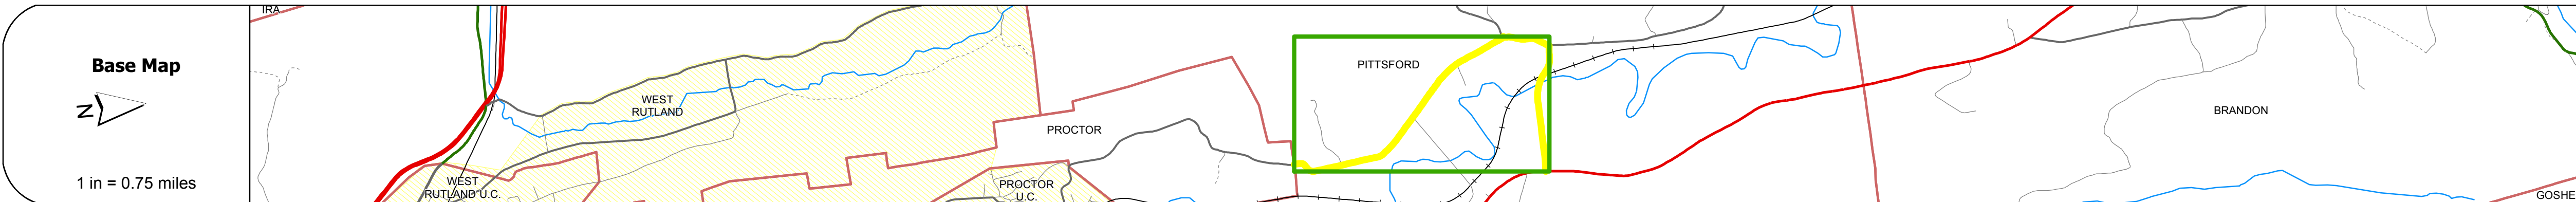 Base Map
N
1 in = 0.75 miles
IRA
WEST
RUTLAND
WEST
RUTLAND U.C.
PROCTOR
PROCTOR
U.C.
PITTSFORD
BRANDON
GOSHE